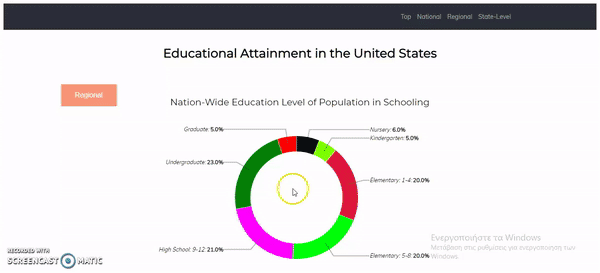 Top National Regional State-Level
Educational Attainment in the United States
Regional
Nation-Wide Education Level of Population in Schooling
Graduate: 5.0%
Nursery: 6.0%
Kindergarten: 5.0%
Undergraduate: 23.0%
Elementary: 1-4: 20.0%
High School: 9-12: 21.0%
Elementary: 5-8: 20.0%
Ενεργοποιήστε τα Windows
Μετάβαση στις ρυθμίσεις για ενεργοποίηση των
Windows.
RECORDED WITH
SCREENCAST MATIC